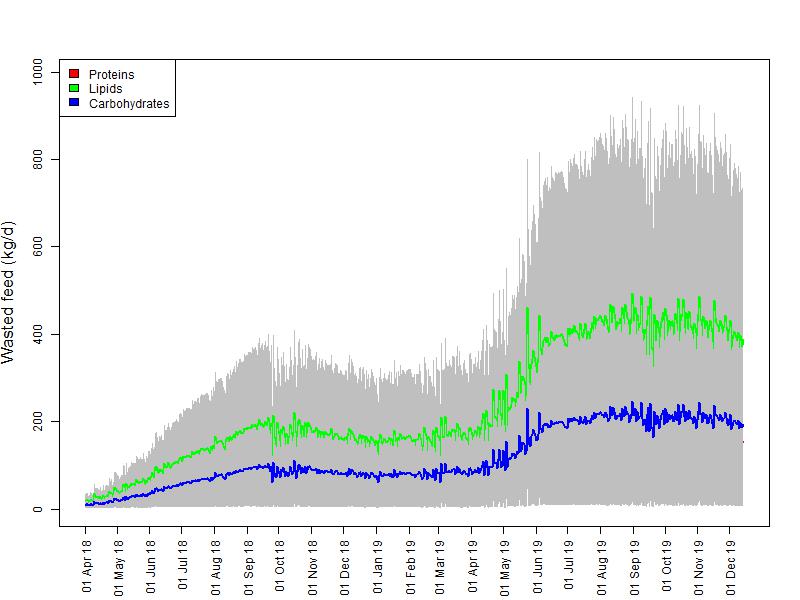 Wasted feed (kg/d)
1000
800
600
400
200
0
Proteins
Lipids
Carbohydrates
01 Apr 18
01 May 18
01 Jun 18
01 Jul 18
01 Aug 18
01 Sep 18
01 Oct 18
01 Nov 18
01 Dec 18
01 Jan 19
01 Feb 19
01 Mar 19
01 Apr 19
01 May 19
01 Jun 19
01 Jul 19
01 Aug 19
01 Sep 19
01 Oct 19
01 Nov 19
01 Dec 19